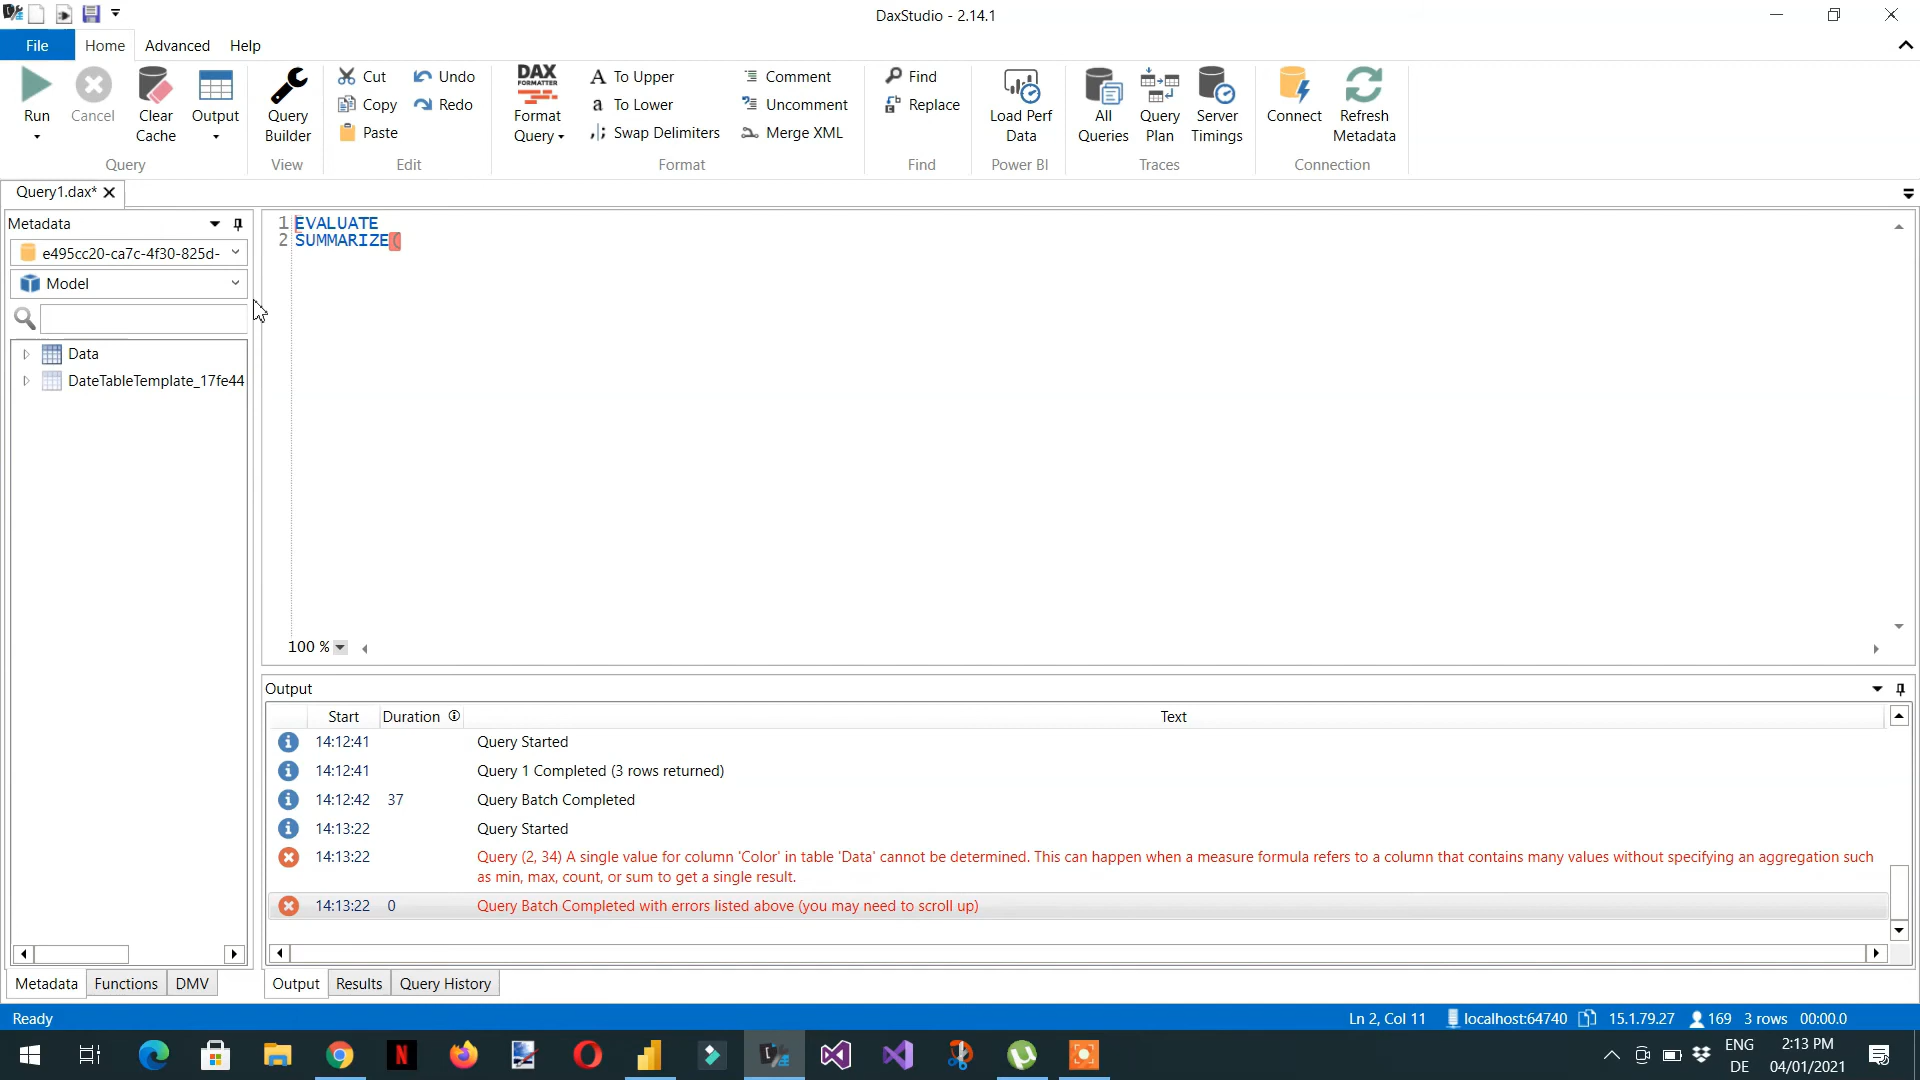 DaxStudio - 2.14.1
File Home Advanced Help
Run Cancel Clear Cache Output
Query
Query Builder
View
Cut Undo
Copy Redo
Paste
Edit
DAX FORMATTER
Format Query
To Upper
To Lower
Swap Delimiters
Comment
Uncomment
Merge XML
Format
Find
Replace
Find
Load Perf Data
Power BI
All Queries Query Plan Server Timings
Traces
Connect Refresh Metadata
Connection
Query1.dax*
Metadata
e495cc20-ca7c-4f30-825d-
Model
Data
DateTableTemplate_17fe44
1 EVALUATE
2 SUMMARIZE(
100 %
Output
Start Duration Text
14:12:41 Query Started
14:12:41 Query 1 Completed (3 rows returned)
14:12:42 37 Query Batch Completed
14:13:22 Query Started
14:13:22 Query (2, 34) A single value for column 'Color' in table 'Data' cannot be determined. This can happen when a measure formula refers to a column that contains many values without specifying an aggregation such
as min, max, count, or sum to get a single result.
14:13:22 0 Query Batch Completed with errors listed above (you may need to scroll up)
Metadata Functions DMV
Output Results Query History
Ready Ln 2, Col 11 localhost:64740 15.1.79.27 169 3 rows 00:00.0
ENG 2:13 PM
DE 04/01/2021